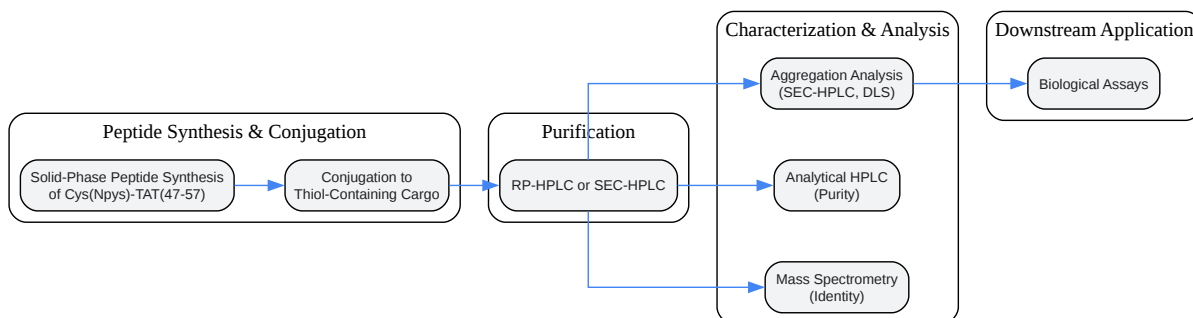 Peptide Synthesis & Conjugation
Solid-Phase Peptide Synthesis
of Cys(Npys)-TAT(47-57)
Conjugation to
Thiol-Containing Cargo
Purification
RP-HPLC or SEC-HPLC
Characterization & Analysis
Aggregation Analysis
(SEC-HPLC, DLS)
Analytical HPLC
(Purity)
Mass Spectrometry
(Identity)
Downstream Application
Biological Assays